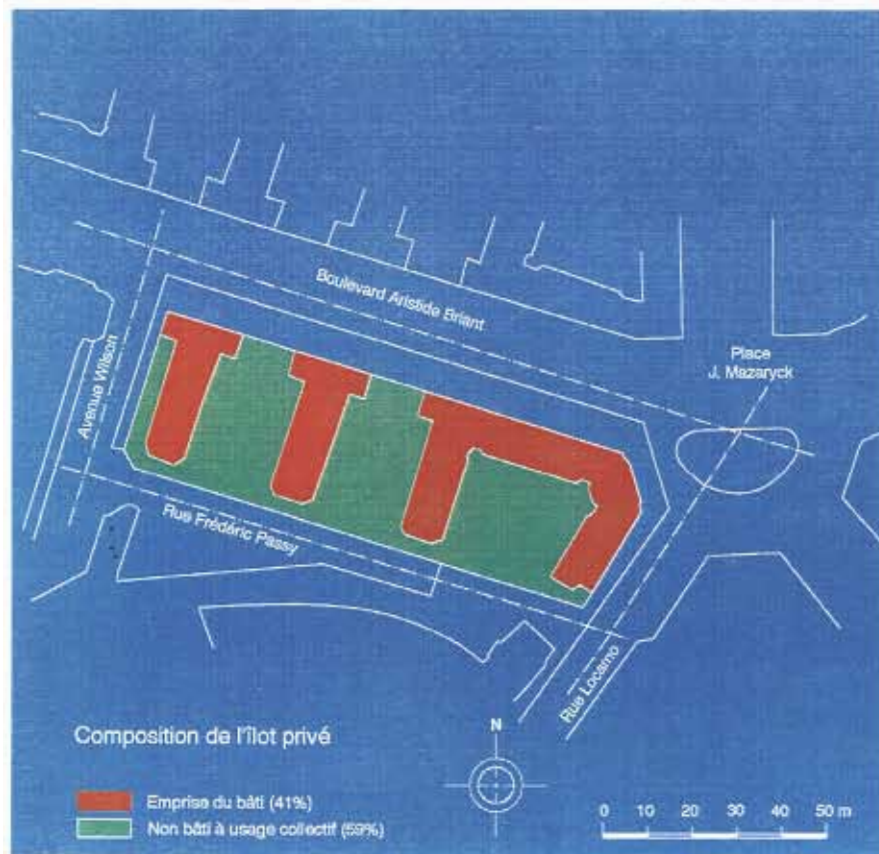 Boulevard Aristide Briant
Place
J. Mazaryck
Avenue Wilson
Rue Frédéric Passy
Rue Locarno
Composition de l'îlot privé
N
Emprise du bâti (41%)
Non bâti à usage collectif (59%)
0 10 20 30 40 50 m